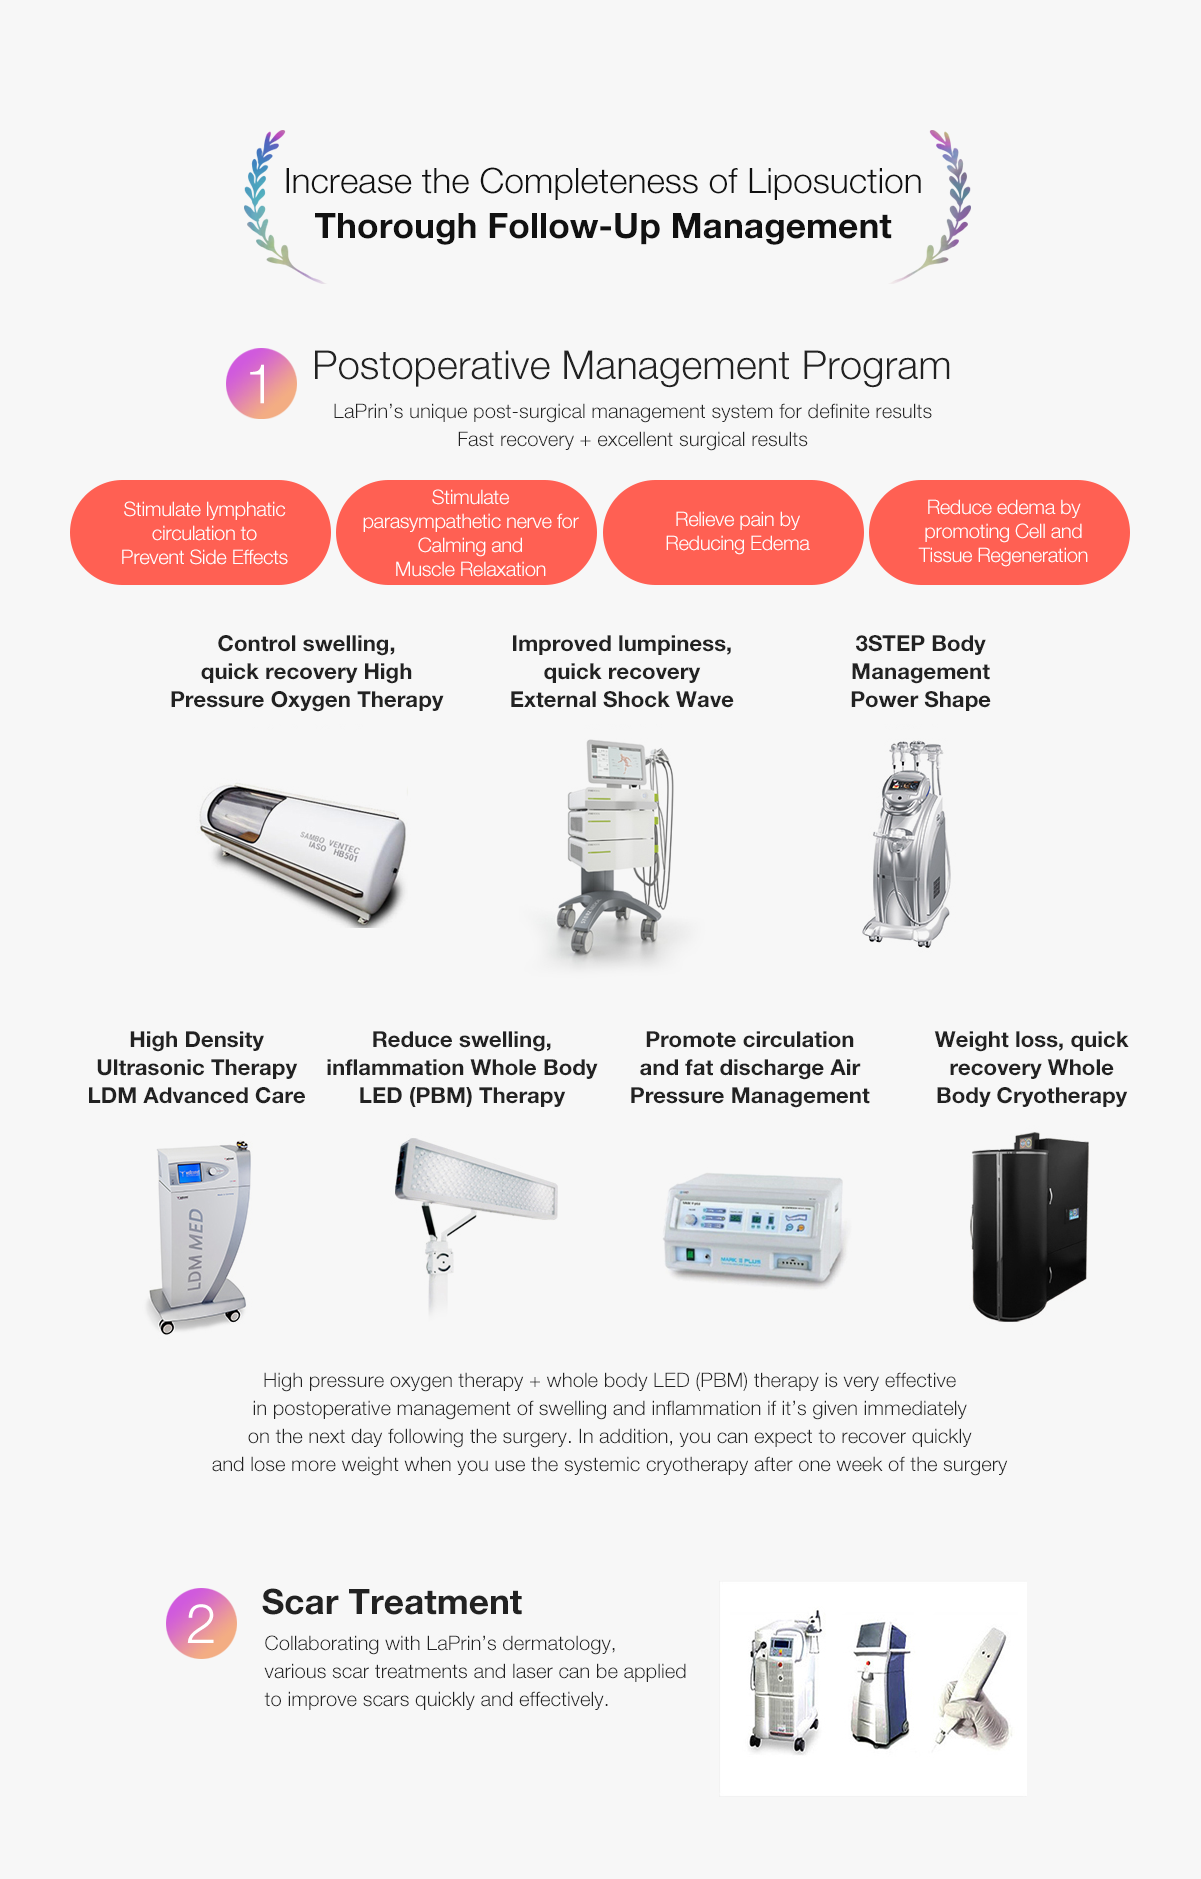 Increase the Completeness of Liposuction
Thorough Follow-Up Management
1
Postoperative Management Program
LaPrin's unique post-surgical management system for definite results
Fast recovery + excellent surgical results
Stimulate lymphatic
circulation to
Prevent Side Effects
Stimulate
parasympathetic nerve for
Calming and
Muscle Relaxation
Relieve pain by
Reducing Edema
Reduce edema by
promoting Cell and
Tissue Regeneration
Control swelling,
quick recovery High
Pressure Oxygen Therapy
Improved lumpiness,
quick recovery
External Shock Wave
3STEP Body
Management
Power Shape
SAMBO VENTEC
IASO HB501
High Density
Ultrasonic Therapy
LDM Advanced Care
Reduce swelling,
inflammation Whole Body
LED (PBM) Therapy
Promote circulation
and fat discharge Air
Pressure Management
Weight loss, quick
recovery Whole
Body Cryotherapy
LDM MED
MARK 3 PLUS
High pressure oxygen therapy + whole body LED (PBM) therapy is very effective
in postoperative management of swelling and inflammation if it's given immediately
on the next day following the surgery. In addition, you can expect to recover quickly
and lose more weight when you use the systemic cryotherapy after one week of the surgery
2
Scar Treatment
Collaborating with LaPrin's dermatology,
various scar treatments and laser can be applied
to improve scars quickly and effectively.